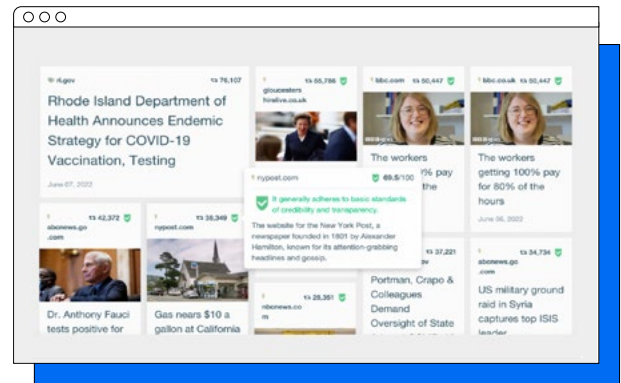 ri.gov 76,107
Rhode Island Department of
Health Announces Endemic
Strategy for COVID-19
Vaccination, Testing
June 07, 2022
55,786
gloucesters
hirelive.co.uk
bbc.com 50,447
The workers
pay
the
bbc.co.uk 50,447
The workers
getting 100% pay
for 80% of the
hours
June 06, 2022
nypost.com 69.5/100
It generally adheres to basic standards
of credibility and transparency.
The website for the New York Post, a
newspaper founded in 1801 by Alexander
Hamilton, known for its attention-grabbing
headlines and gossip.
42,372
abcnews.go
.com
Dr. Anthony Fauci
tests positive for
38,349
nypost.com
Gas nears $10 a
gallon at California
28,361
nbcnews.co
m
37,221
Portman, Crapo &
Colleagues
Demand
Oversight of State
34,734
abcnews.go
.com
US military ground
raid in Syria
captures top ISIS
leader